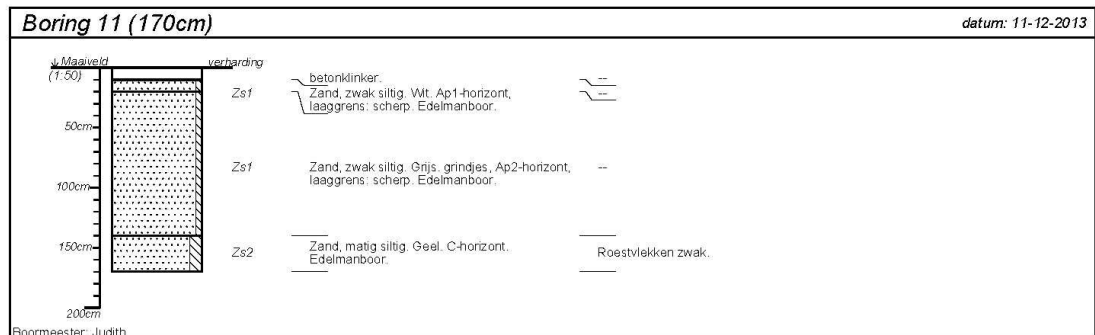 Boring 11 (170cm)
datum: 11-12-2013
↓ Maaiveld
verharding
(1:50)
betonklinker.
--
Zs1
Zand, zwak siltig. Wit. Ap1-horizont,
--
laaggrens: scherp. Edelmanboor.
50cm
Zs1
Zand, zwak siltig. Grijs. grindjes, Ap2-horizont,
--
laaggrens: scherp. Edelmanboor.
100cm
150cm
Zs2
Zand, matig siltig. Geel. C-horizont.
Edelmanboor.
Roestvlekken zwak.
200cm
Boormeester: Judith